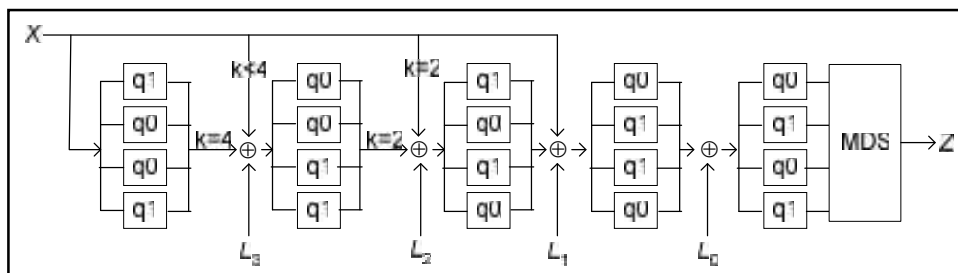 X
k<4 k=2
q1 q0 q1 q0 q0
q0 q0 q0 q1 q1
k=4 k=2 MDS Z
q0 q1 q1 q0 q0
q1 q1 q0 q0 q1
L3 L2 L1 L0